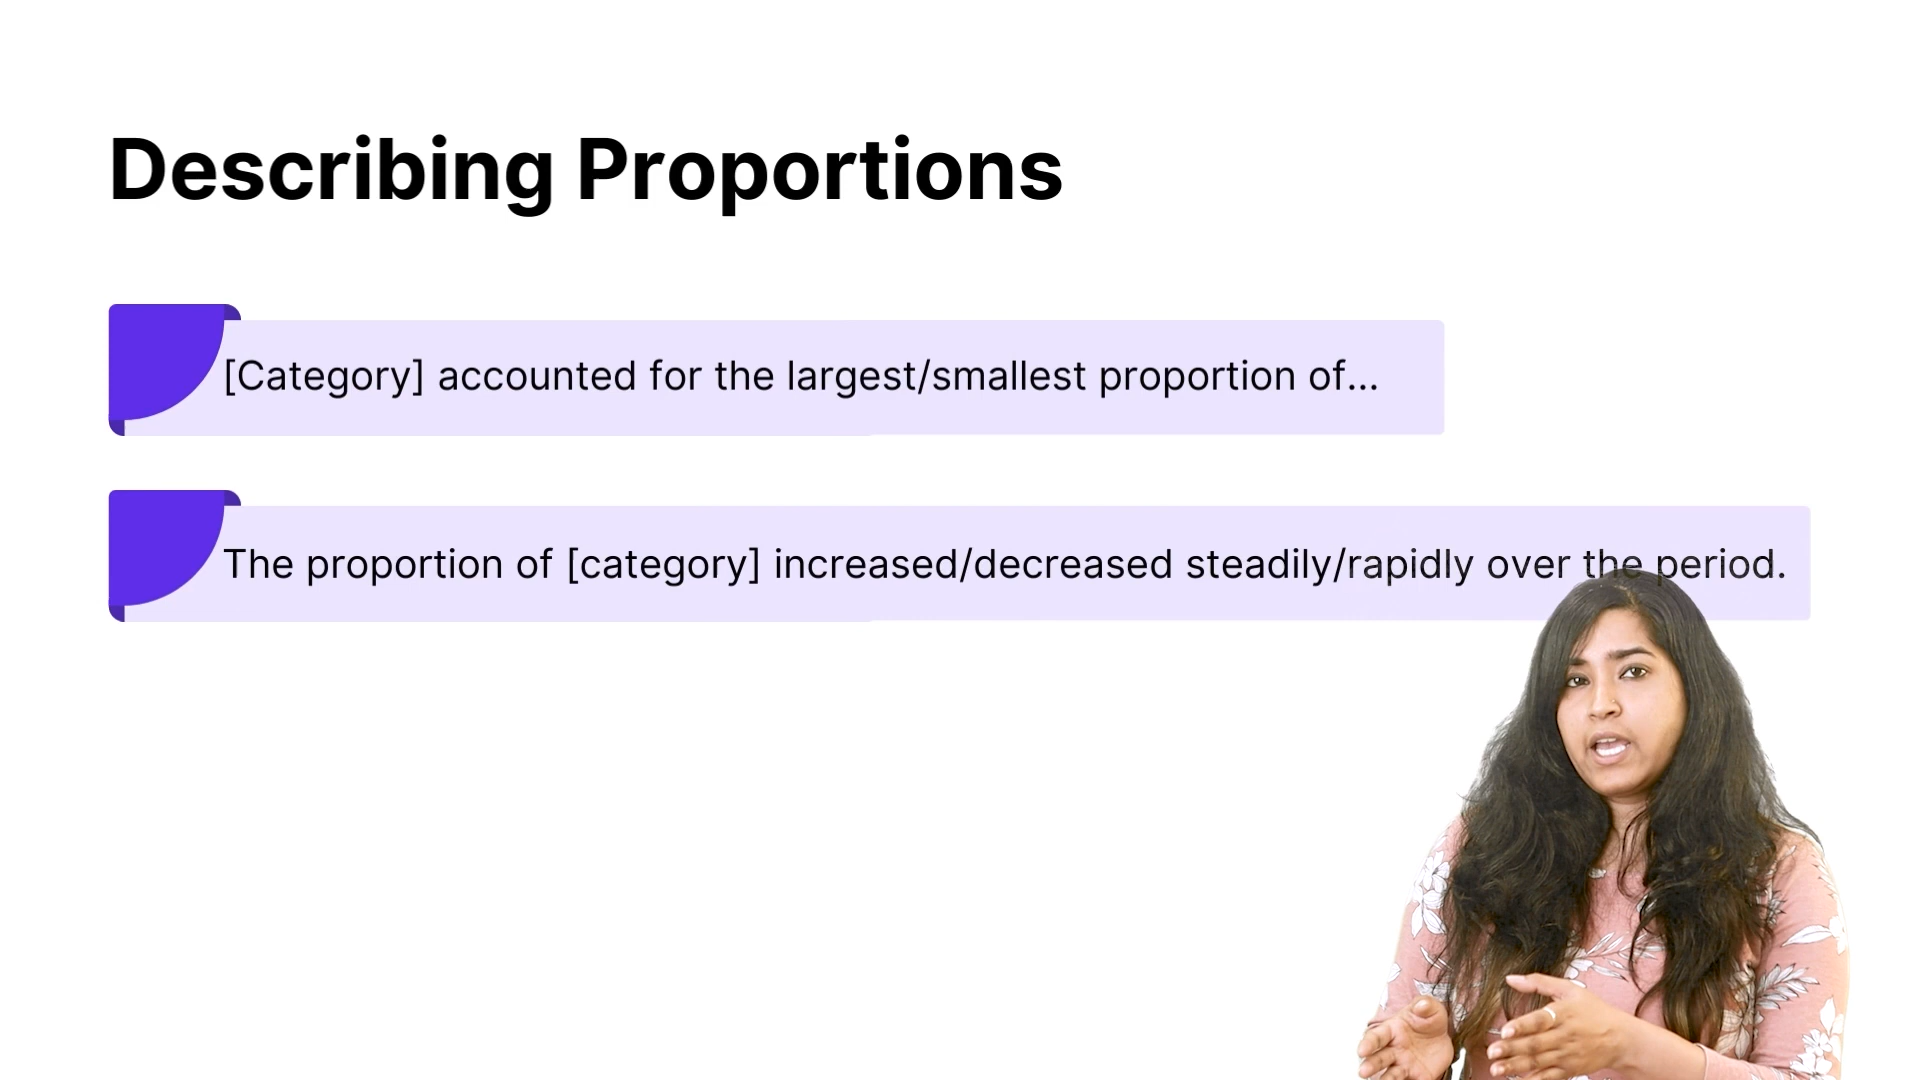 Describing Proportions
[Category] accounted for the largest/smallest proportion of...
The proportion of [category] increased/decreased steadily/rapidly over the period.